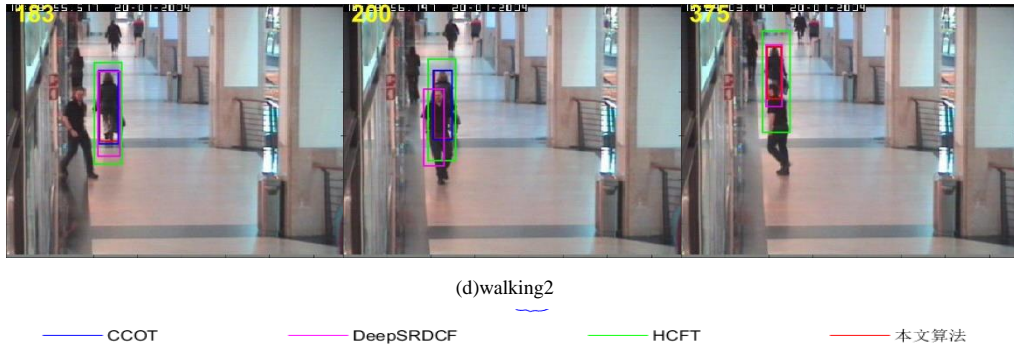 183
200
375
(d)walking2
CCOT DeepSRDCF HCFT 本文算法